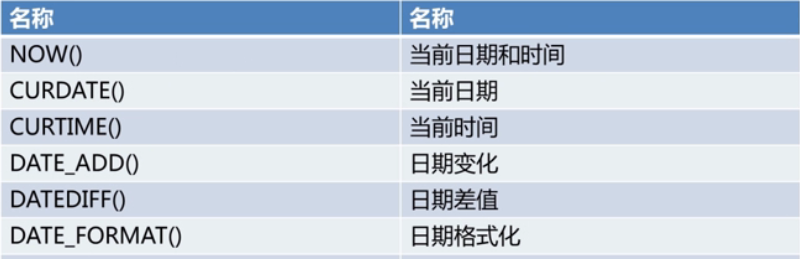 名称 名称
NOW() 当前日期和时间
CURDATE() 当前日期
CURTIME() 当前时间
DATE_ADD() 日期变化
DATEDIFF() 日期差值
DATE_FORMAT() 日期格式化